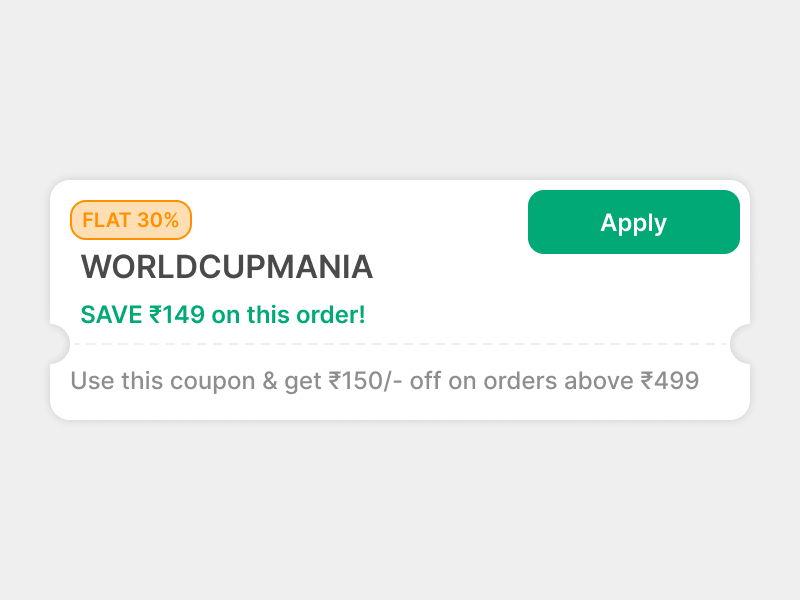 FLAT 30%
Apply
WORLDCUPMANIA
SAVE ₹149 on this order!
Use this coupon & get ₹150/- off on orders above ₹499